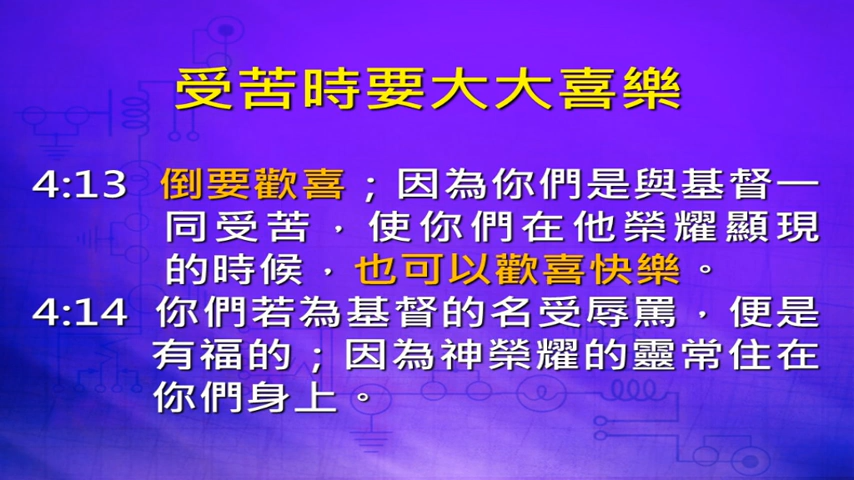 受苦時要大大喜樂
4:13 倒要歡喜；因為你們是與基督一
同受苦，使你們在他榮耀顯現
的時候，也可以歡喜快樂。
4:14 你們若為基督的名受辱罵，便是
有福的；因為神榮耀的靈常住在
你們身上。